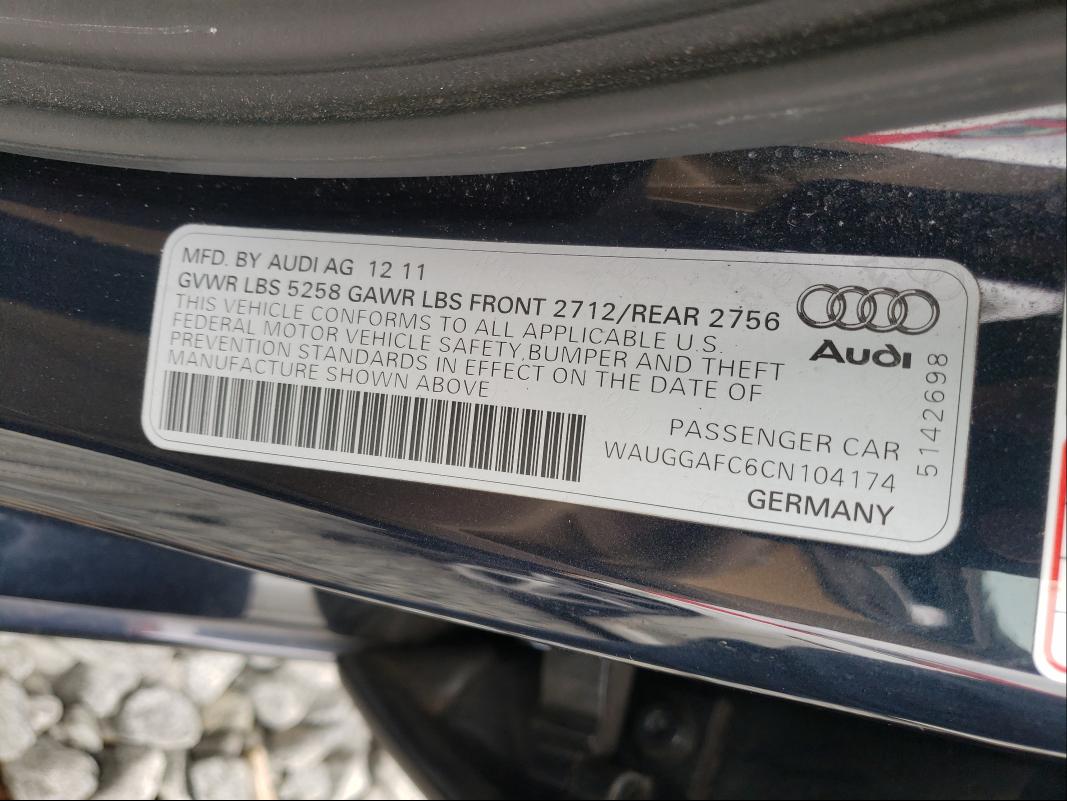 MFD. BY AUDI AG 12 11
GVWR LBS 5258 GAWR LBS FRONT 2712/REAR 2756
THIS VEHICLE CONFORMS TO ALL APPLICABLE U.S.
FEDERAL MOTOR VEHICLE SAFETY,BUMPER AND THEFT
PREVENTION STANDARDS IN EFFECT ON THE DATE OF
MANUFACTURE SHOWN ABOVE
Audi
5142698
PASSENGER CAR
WAUGGAFC6CN104174
GERMANY